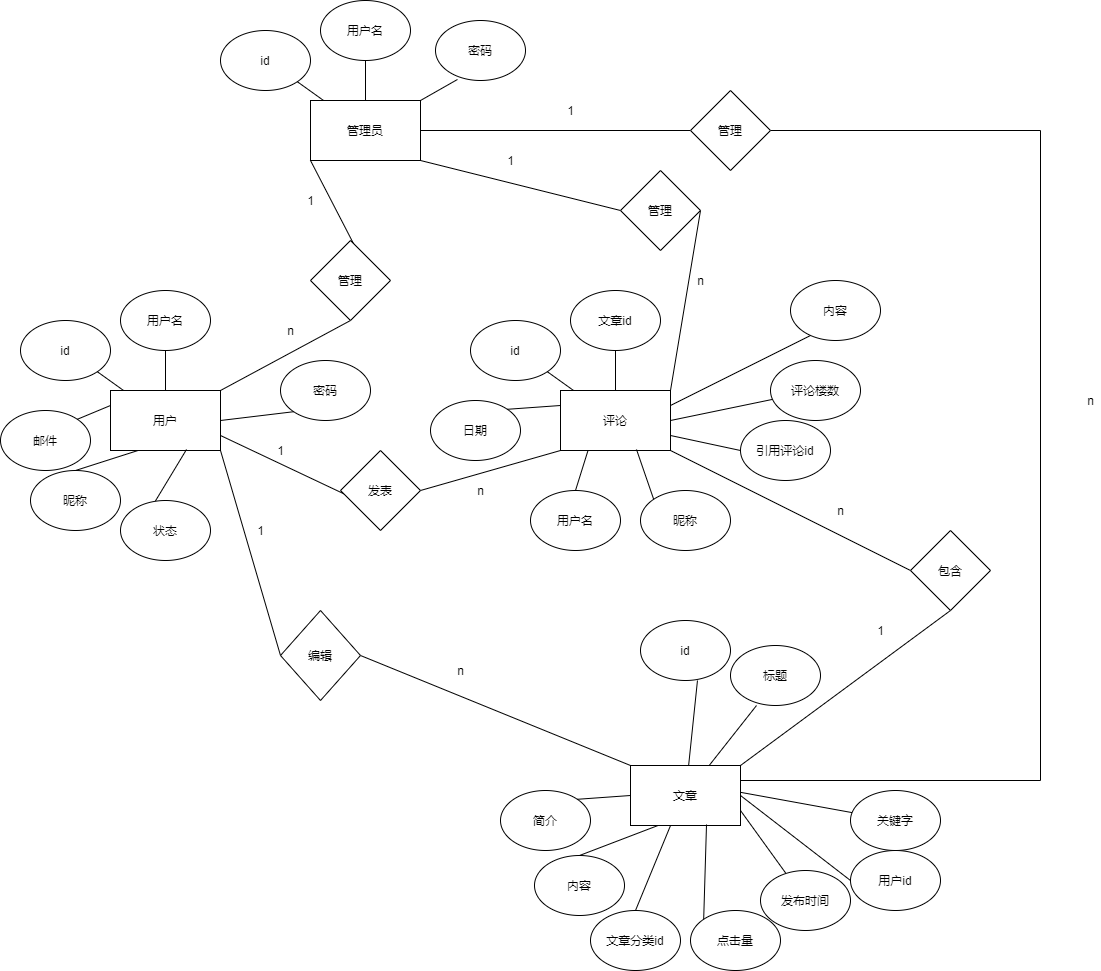 用户名
密码
id
1
管理员
管理
1
1
管理
管理
n
内容
用户名
文章id
n
id
id
密码
评论楼数
n
用户
评论
邮件
日期
1
引用评论id
发表
n
昵称
n
用户名
昵称
状态
1
包含
1
id
编辑
n
标题
文章
简介
关键字
用户id
内容
发布时间
文章分类id
点击量